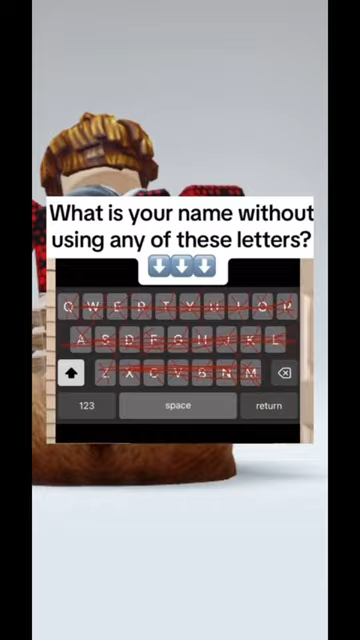 What is your name without
using any of these letters?
⬇️⬇️⬇️
Q W E R T Y U I O P
A S D F G H J K L
Z X C V B N M
123 space return